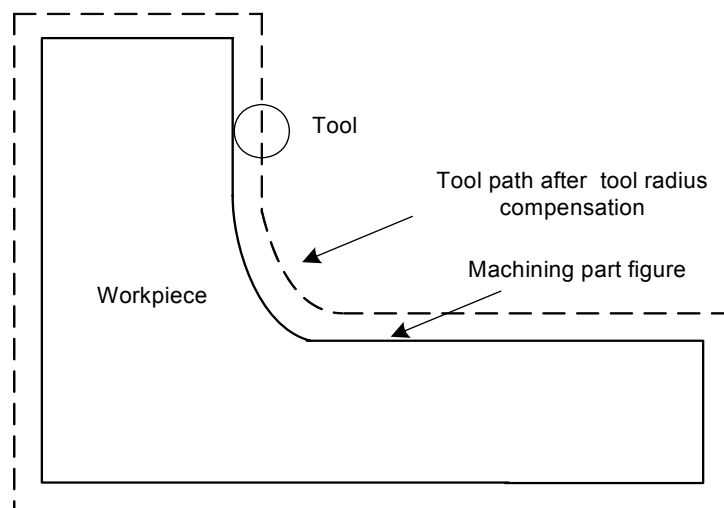 Tool
Tool path after tool radius
compensation
Machining part figure
Workpiece